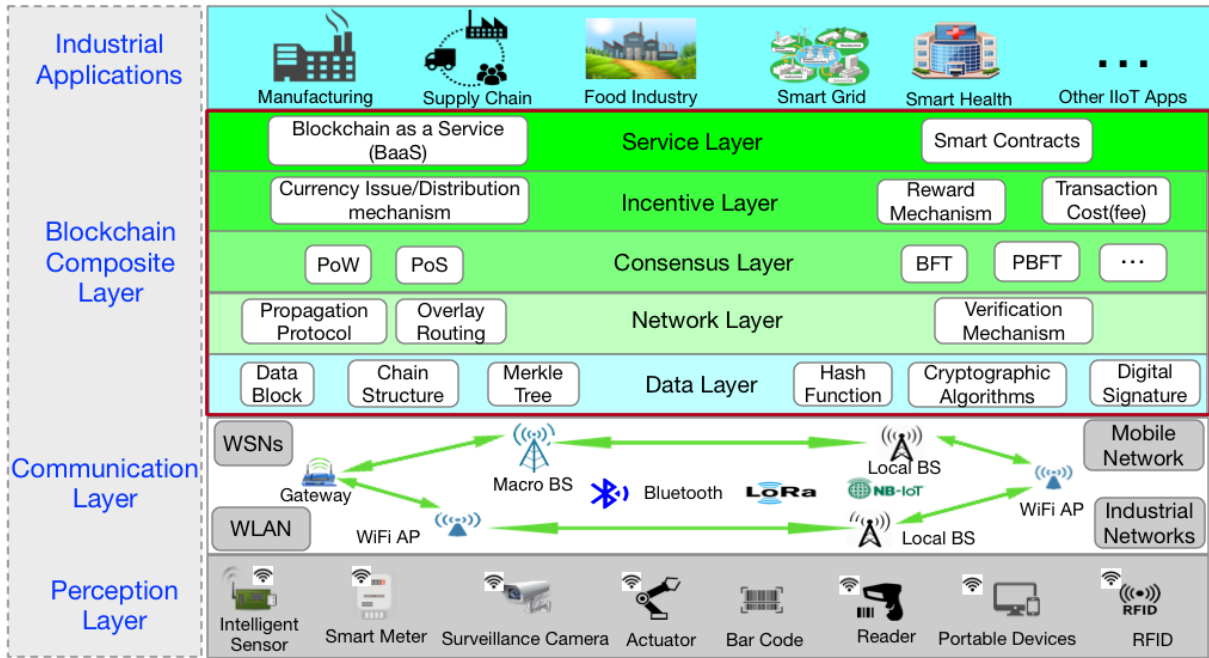 Industrial
Applications
Manufacturing
Supply Chain
Food Industry
Smart Grid
Smart Health
...
Other IIoT Apps
Blockchain
Composite
Layer
Blockchain as a Service
(BaaS)
Service Layer
Smart Contracts
Currency Issue/Distribution
mechanism
Incentive Layer
Reward
Mechanism
Transaction
Cost(fee)
PoW
PoS
Consensus Layer
BFT
PBFT
...
Propagation
Protocol
Overlay
Routing
Network Layer
Verification
Mechanism
Data
Block
Chain
Structure
Merkle
Tree
Data Layer
Hash
Function
Cryptographic
Algorithms
Digital
Signature
Communication
Layer
WSNs
Gateway
Macro BS
Local BS
Mobile
Network
Bluetooth
LoRa
NB-IoT
WiFi AP
WLAN
WiFi AP
Local BS
Industrial
Networks
Perception
Layer
Intelligent
Sensor
Smart Meter
Surveillance Camera
Actuator
Bar Code
Reader
Portable Devices
RFID
RFID